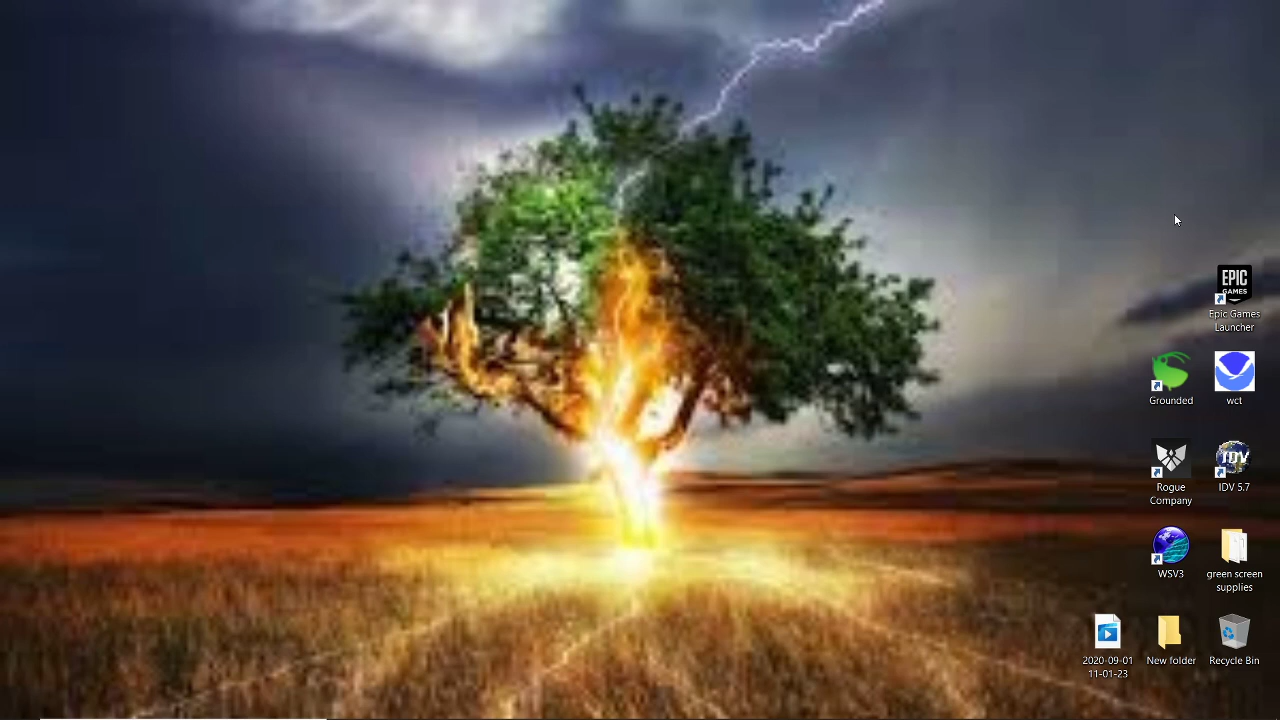 EPIC
GAMES
Epic Games
Launcher
Grounded
wct
Rogue
Company
IDV
IDV 5.7
WSV3
green screen
supplies
2020-09-01
11-01-23
New folder
Recycle Bin